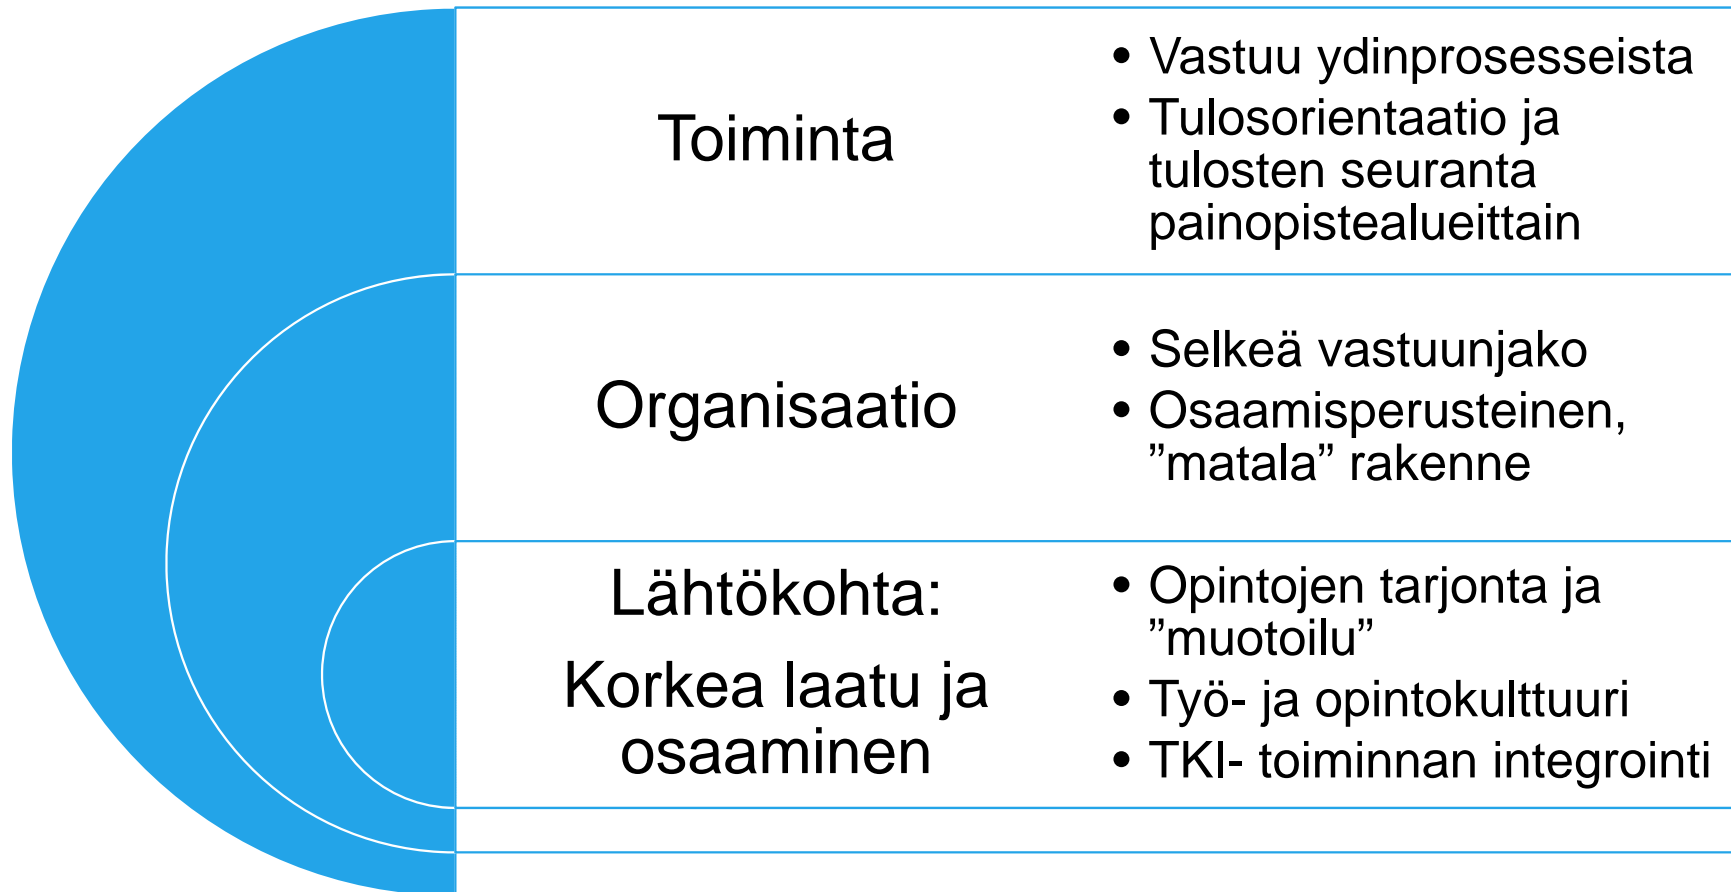 Toiminta
• Vastuu ydinprosesseista
• Tulosorientaatio ja
tulosten seuranta
painopistealueittain
Organisaatio
• Selkeä vastuunjako
• Osaamisperusteinen,
”matala” rakenne
Lähtökohta:
Korkea laatu ja
osaaminen
• Opintojen tarjonta ja
”muotoilu”
• Työ- ja opintokulttuuri
• TKI- toiminnan integrointi